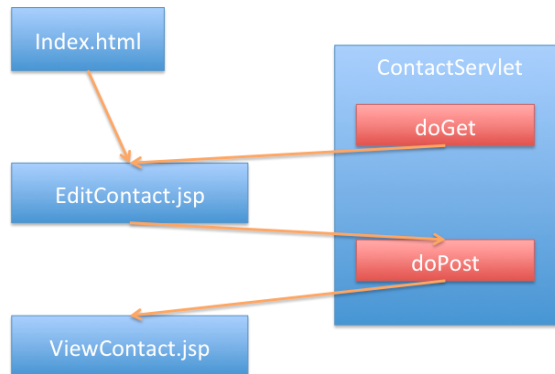 Index.html
ContactServlet
doGet
EditContact.jsp
doPost
ViewContact.jsp